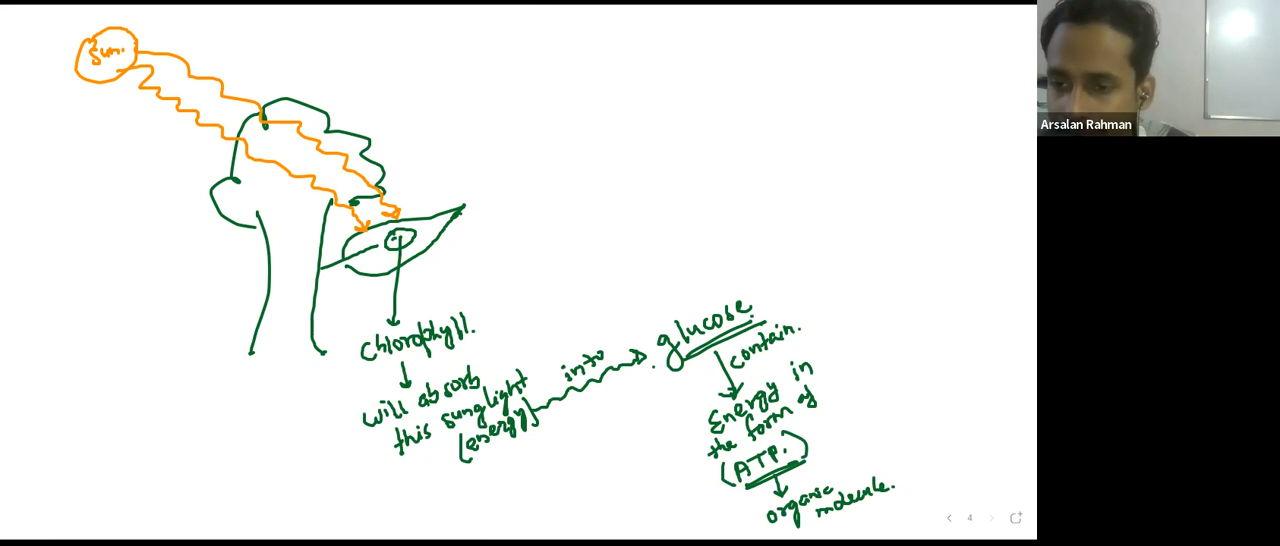 Sun.
Arsalan Rahman
chlorophyll.
will absorb
this sunglight
(energy)
into
glucose.
contain.
Energy in
the form of
(ATP.)
organic
molecule.
4